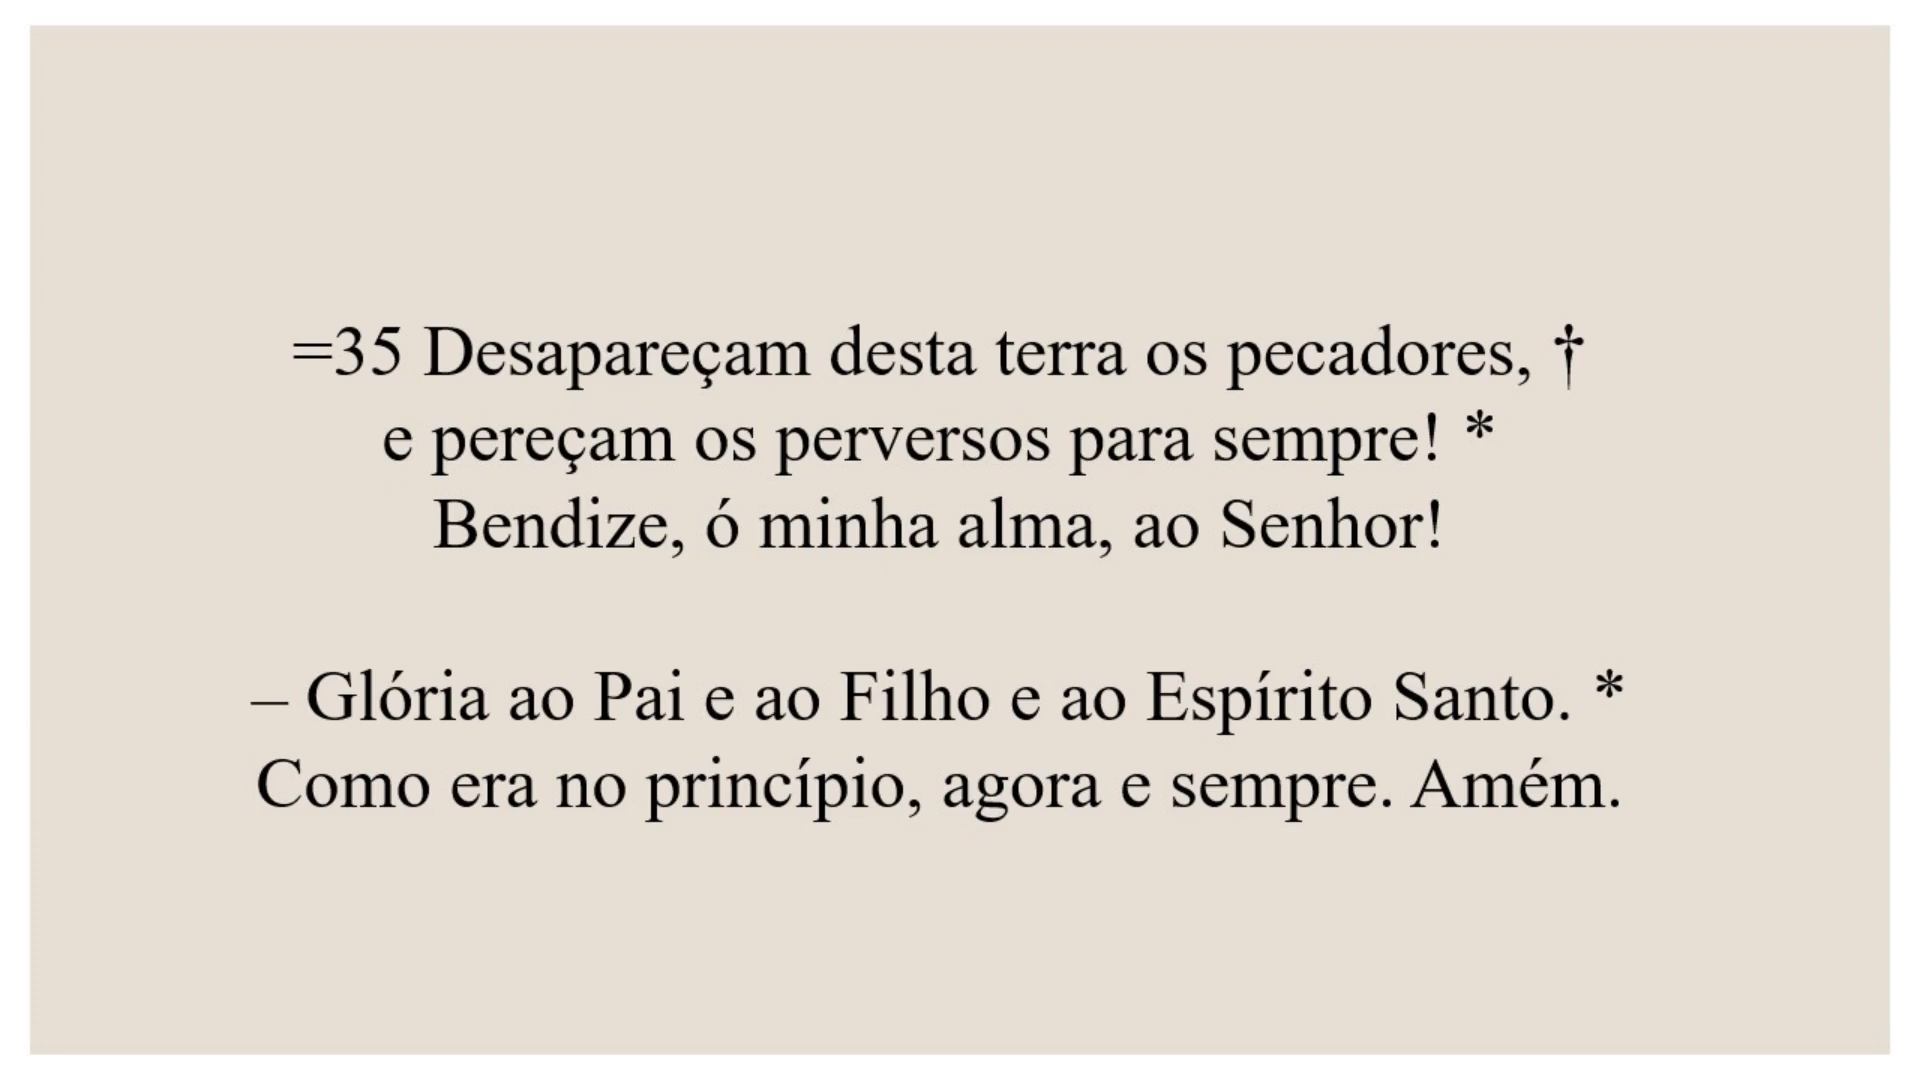 =35 Desapareçam desta terra os pecadores, †
e pereçam os perversos para sempre! *
Bendize, ó minha alma, ao Senhor!
– Glória ao Pai e ao Filho e ao Espírito Santo. *
Como era no princípio, agora e sempre. Amém.